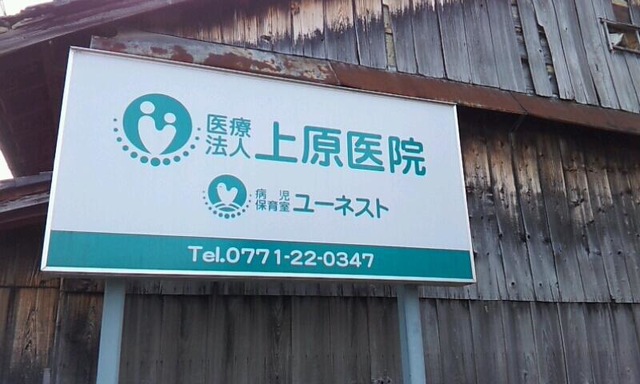 医療法人 上原医院
病児保育室 ユーネスト
Tel.0771-22-0347